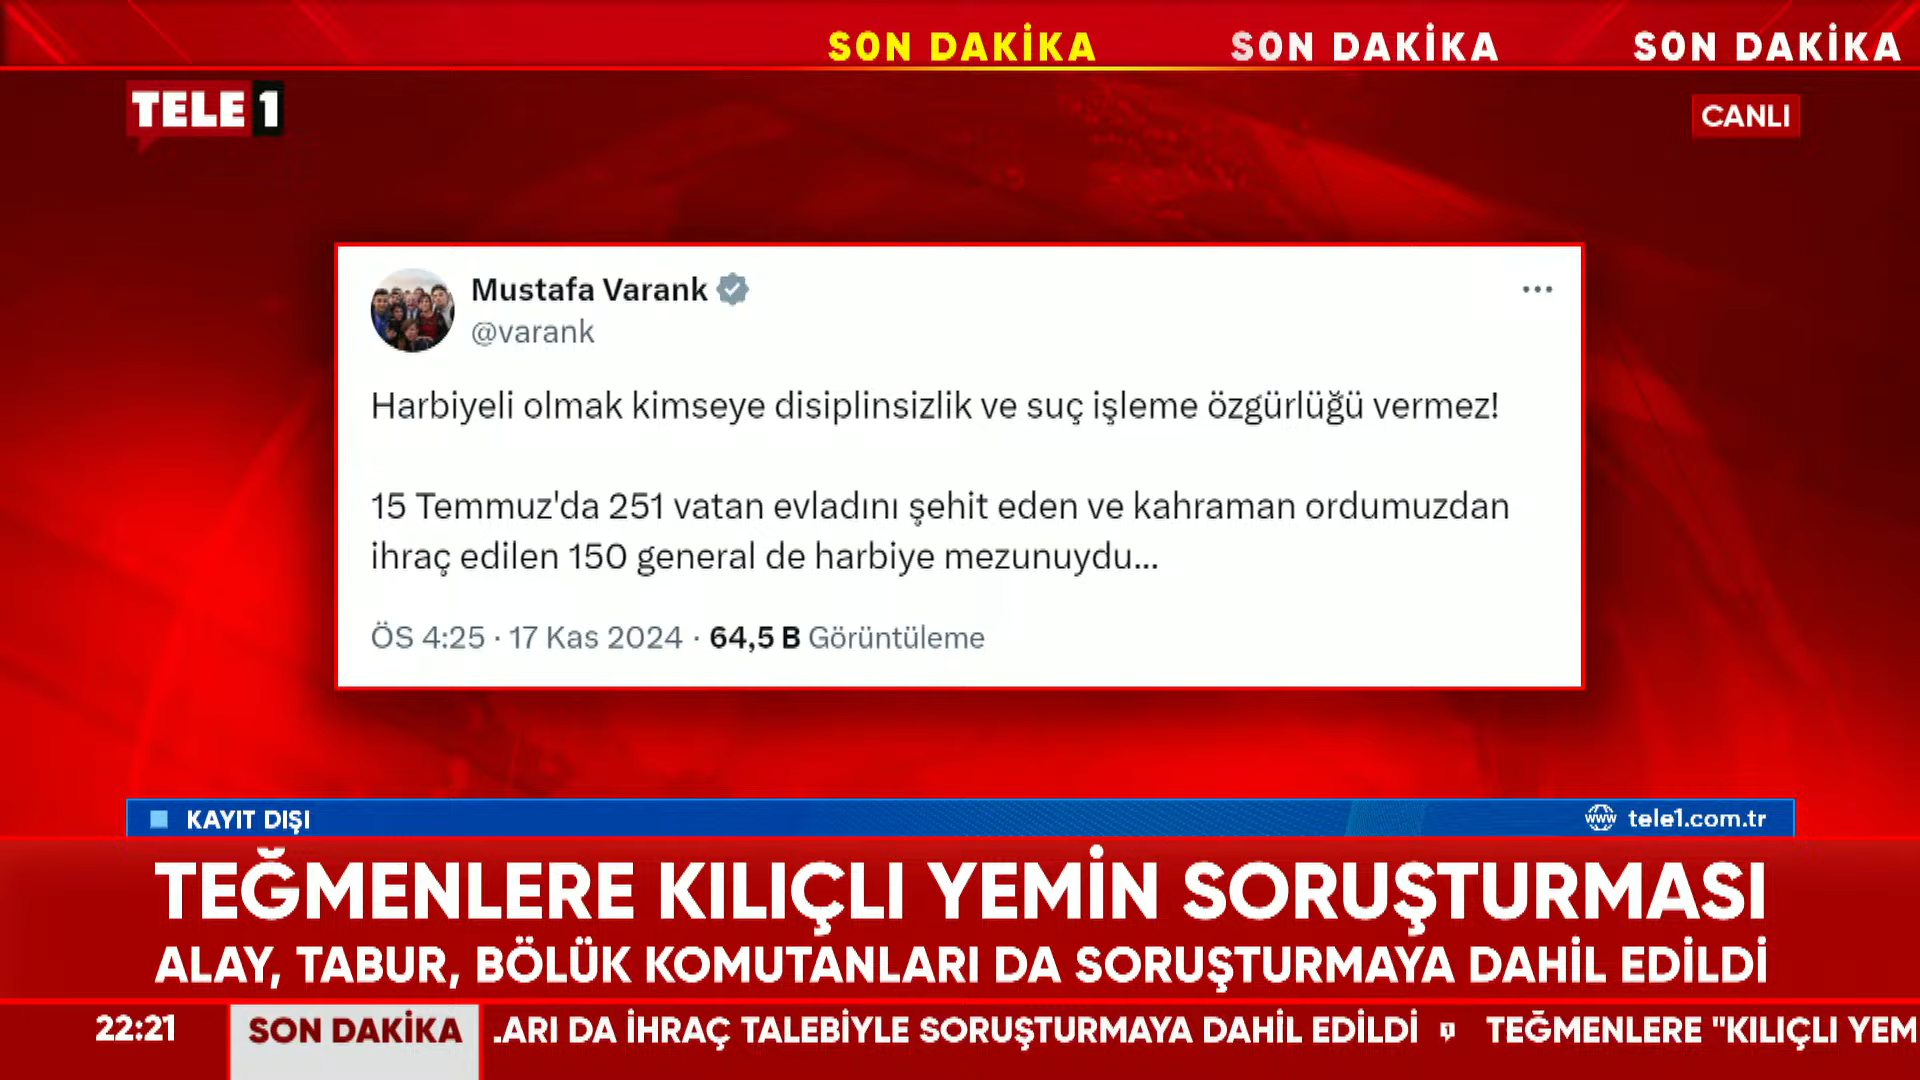 SON DAKİKA SON DAKİKA SON DAKİKA
TELE 1
CANLI
Mustafa Varank
@varank
Harbiyeli olmak kimseye disiplinsizlik ve suç işleme özgürlüğü vermez!
15 Temmuz'da 251 vatan evladını şehit eden ve kahraman ordumuzdan
ihraç edilen 150 general de harbiye mezunuydu...
ÖS 4:25 · 17 Kas 2024 · 64,5 B Görüntüleme
KAYIT DIŞI
www tele1.com.tr
TEĞMENLERE KILIÇLI YEMİN SORUŞTURMASI
ALAY, TABUR, BÖLÜK KOMUTANLARI DA SORUŞTURMAYA DAHİL EDİLDİ
22:21 SON DAKİKA .ARI DA İHRAÇ TALEBİYLE SORUŞTURMAYA DAHİL EDİLDİ TEĞMENLERE "KILIÇLI YEM